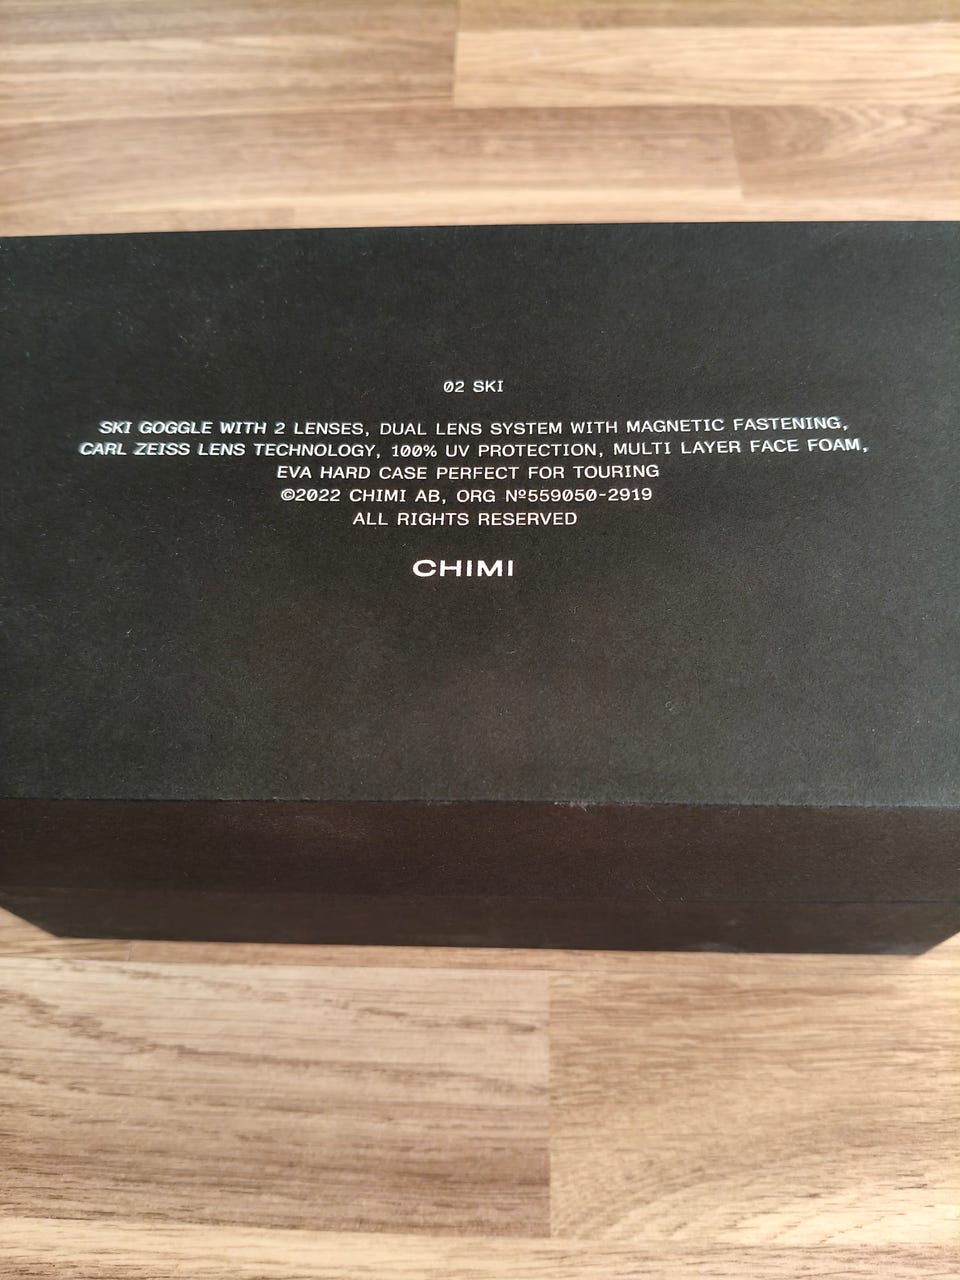 02 SKI
SKI GOGGLE WITH 2 LENSES, DUAL LENS SYSTEM WITH MAGNETIC FASTENING,
CARL ZEISS LENS TECHNOLOGY, 100% UV PROTECTION, MULTI LAYER FACE FOAM,
EVA HARD CASE PERFECT FOR TOURING
©2022 CHIMI AB, ORG Nº559050-2919
ALL RIGHTS RESERVED
CHIMI